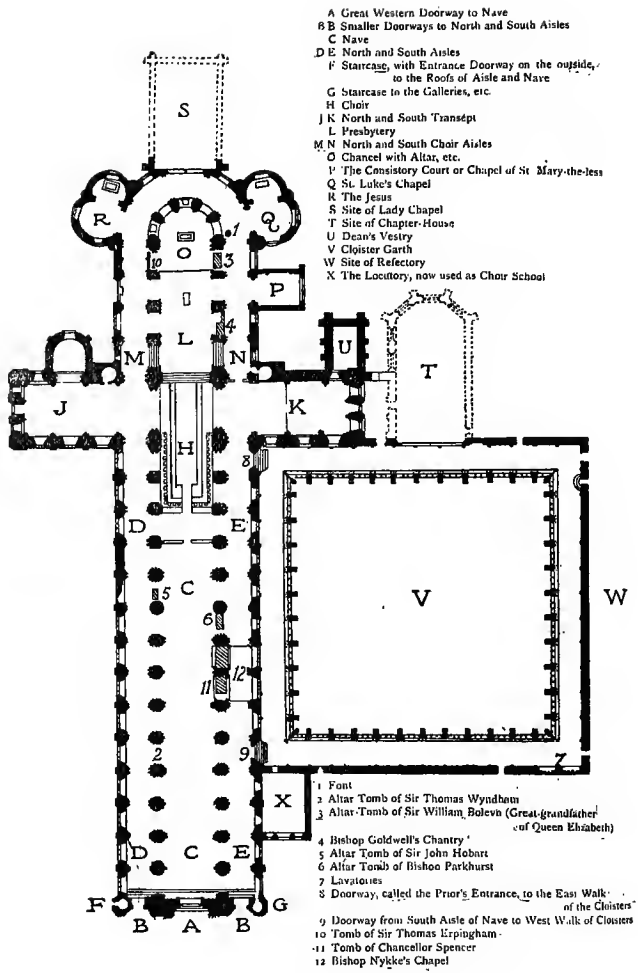 A Great Western Doorway to Nave
B B Smaller Doorways to North and South Aisles
C Nave
D E North and South Aisles
F Staircase, with Entrance Doorway on the outside,
to the Roofs of Aisle and Nave
G Staircase to the Galleries, etc.
H Choir
J K North and South Transept
L Presbytery
M N North and South Choir Aisles
O Chancel with Altar, etc.
P The Consistory Court or Chapel of St Mary-the-less
Q St. Luke's Chapel
R The Jesus
S Site of Lady Chapel
T Site of Chapter-House
U Dean's Vestry
V Cloister Garth
W Site of Refectory
X The Locutory, now used as Choir School
S
R
Q
1
O
10
3
P
4
L
M
N
U
T
J
K
H
8
D
E
C
5
V
W
6
12
11
2
9
7
X
D
C
E
F
G
B
A
B
1 Font
2 Altar Tomb of Sir Thomas Wyndham
3 Altar-Tomb of Sir William Boleyn (Great-grandfather
of Queen Elizabeth)
4 Bishop Goldwell's Chantry
5 Altar Tomb of Sir John Hobart
6 Altar Tomb of Bishop Parkhurst
7 Lavatories
8 Doorway, called the Prior's Entrance, to the East Walk
of the Cloisters
9 Doorway from South Aisle of Nave to West Walk of Cloisters
10 Tomb of Sir Thomas Erpingham
11 Tomb of Chancellor Spencer
12 Bishop Nykke's Chapel